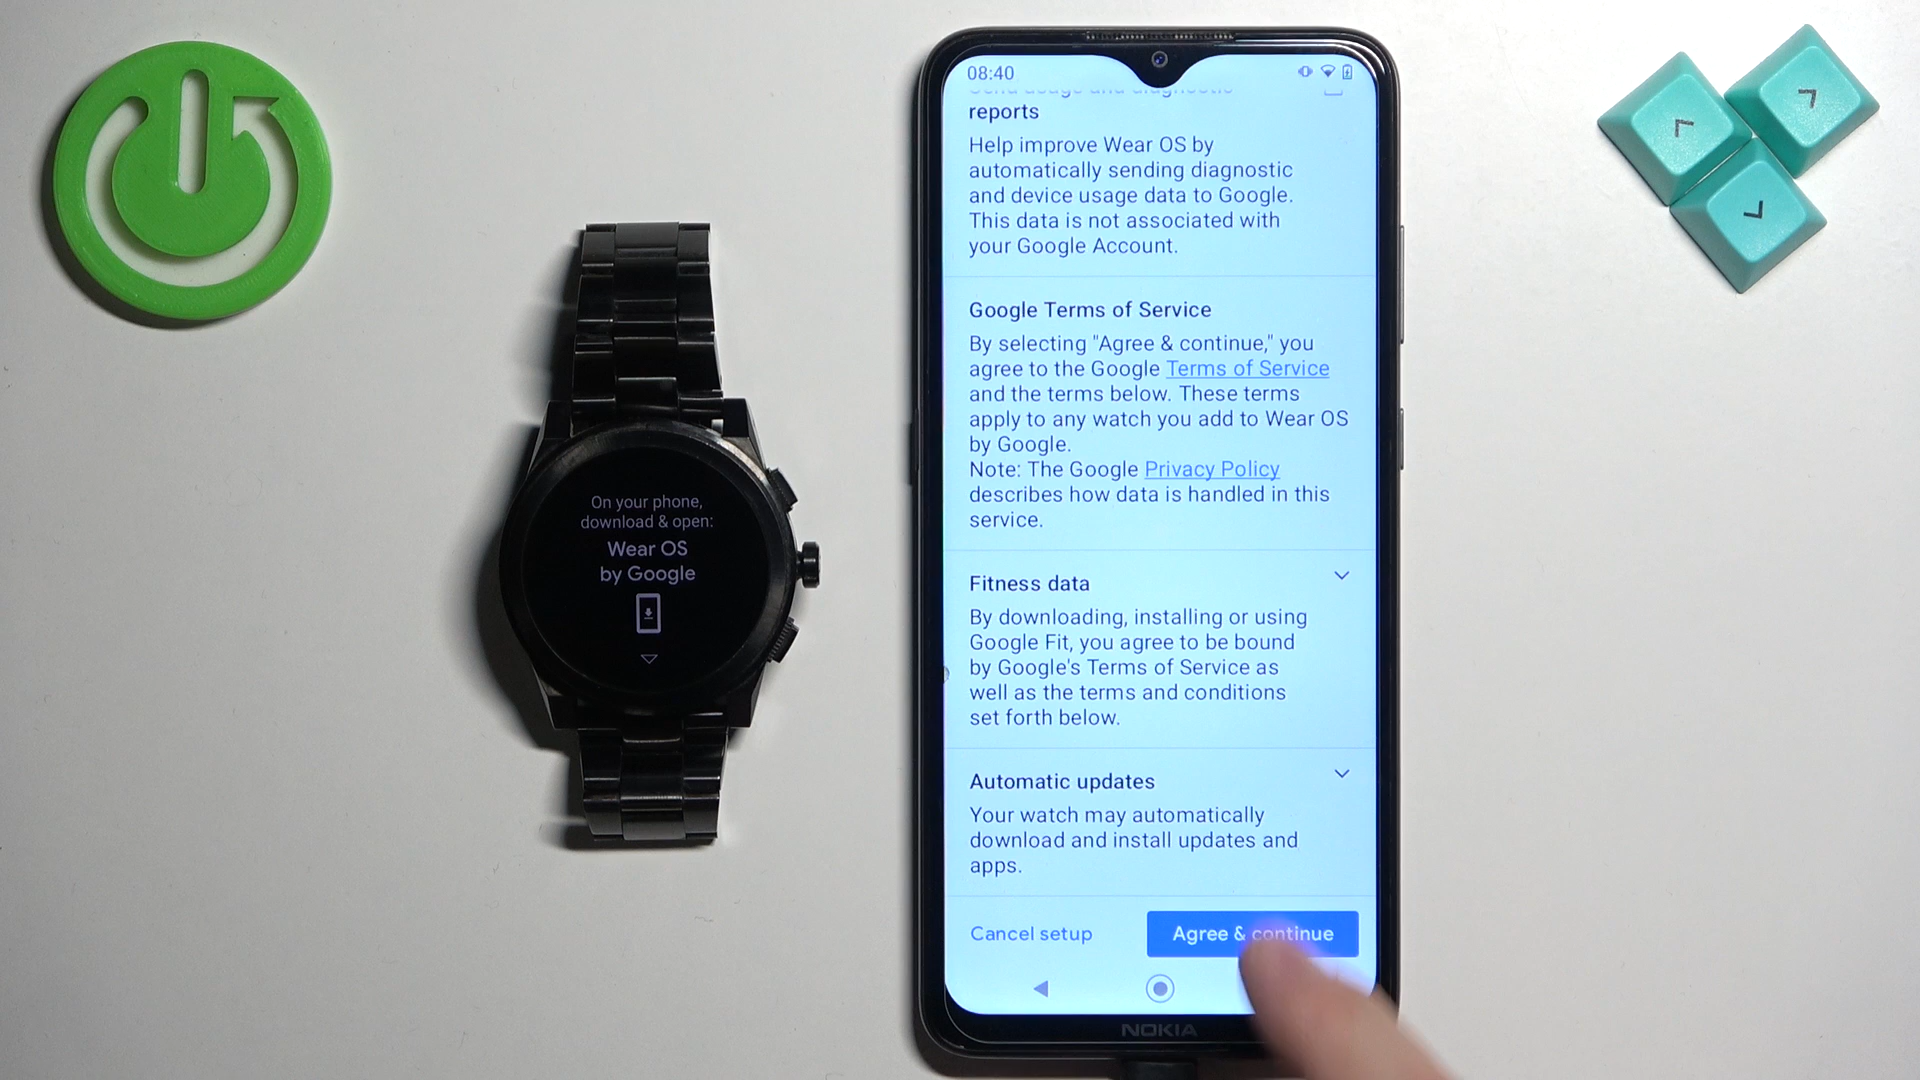 On your phone,
download & open:
Wear OS
by Google
08:40
Send usage and diagnostic
reports
Help improve Wear OS by
automatically sending diagnostic
and device usage data to Google.
This data is not associated with
your Google Account.
Google Terms of Service
By selecting "Agree & continue," you
agree to the Google Terms of Service
and the terms below. These terms
apply to any watch you add to Wear OS
by Google.
Note: The Google Privacy Policy
describes how data is handled in this
service.
Fitness data
By downloading, installing or using
Google Fit, you agree to be bound
by Google's Terms of Service as
well as the terms and conditions
set forth below.
Automatic updates
Your watch may automatically
download and install updates and
apps.
Cancel setup
Agree & continue
NOKIA